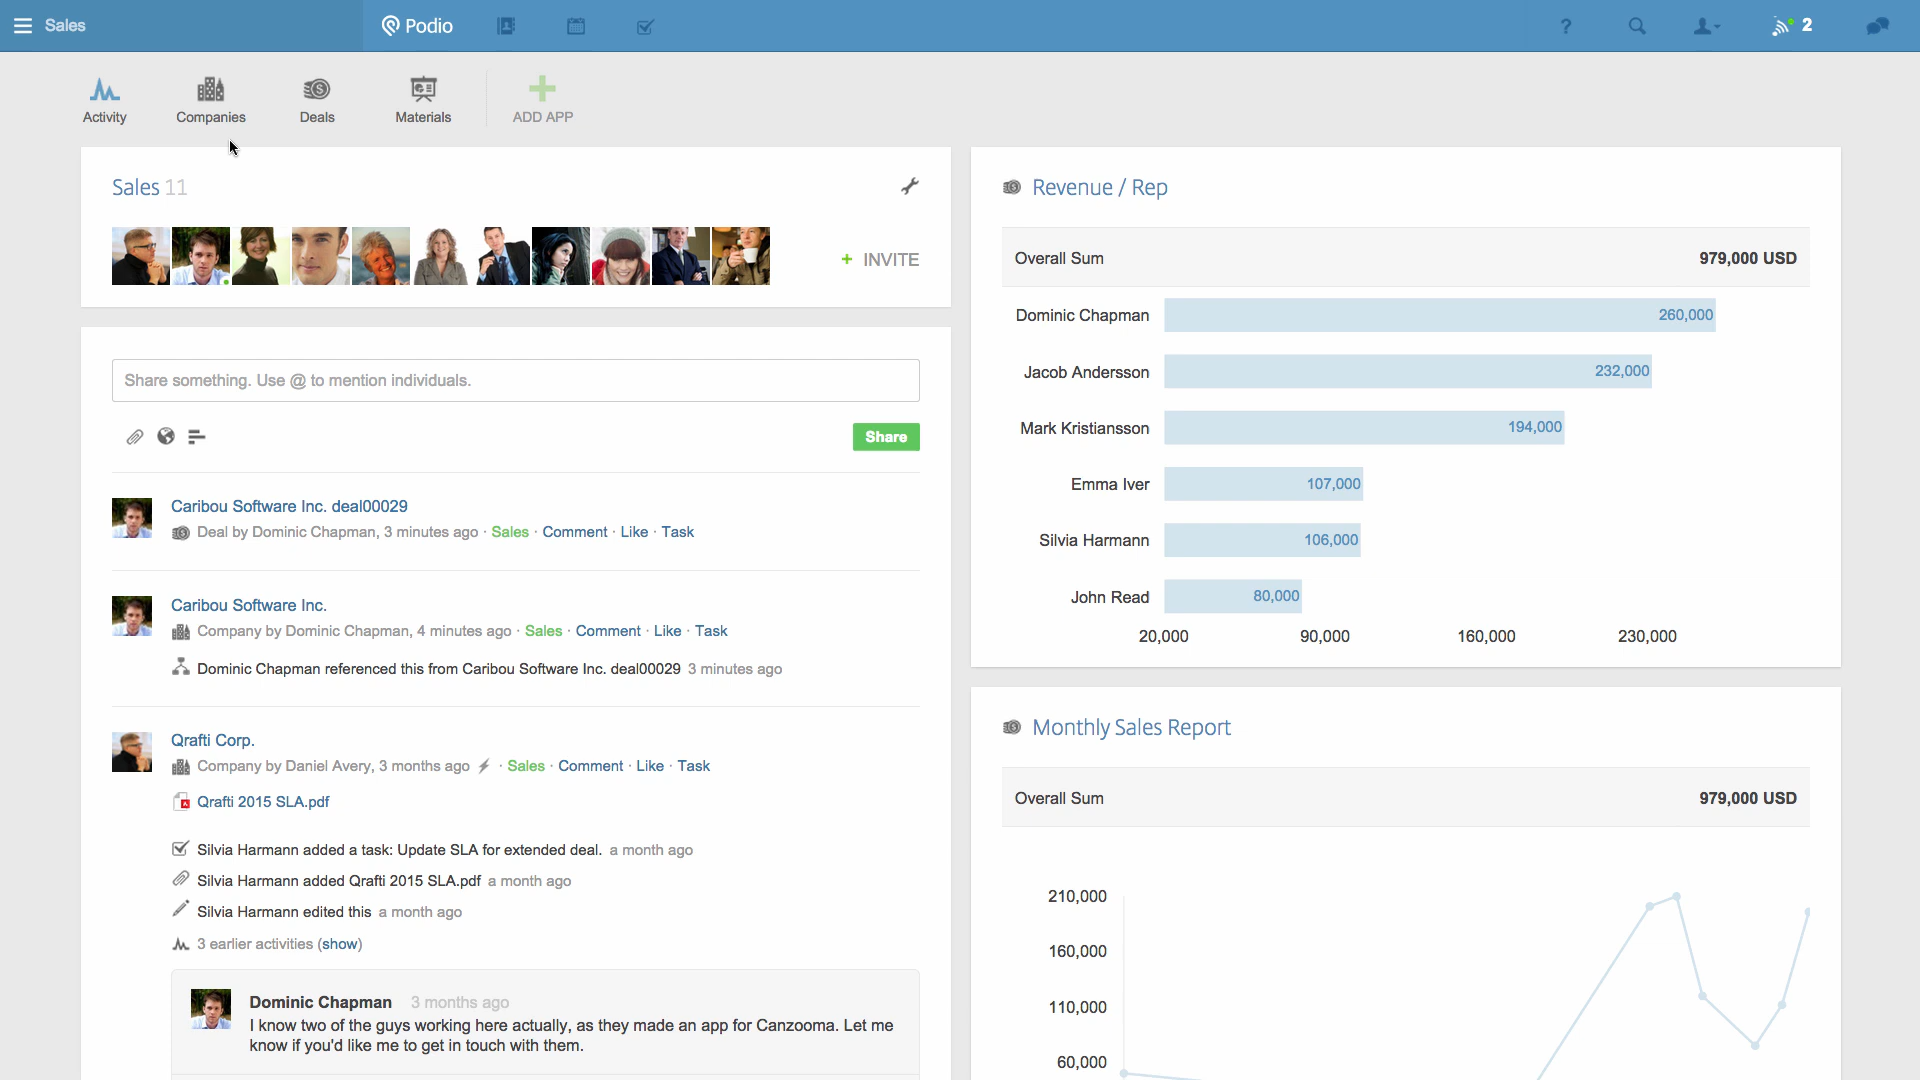 Sales
Podio
?
2
Activity
Companies
Deals
Materials
ADD APP
Sales 11
+ INVITE
Share something. Use @ to mention individuals.
Share
Caribou Software Inc. deal00029
Deal by Dominic Chapman, 3 minutes ago · Sales · Comment · Like · Task
Caribou Software Inc.
Company by Dominic Chapman, 4 minutes ago · Sales · Comment · Like · Task
Dominic Chapman referenced this from Caribou Software Inc. deal00029 3 minutes ago
Qrafti Corp.
Company by Daniel Avery, 3 months ago · Sales · Comment · Like · Task
Qrafti 2015 SLA.pdf
Silvia Harmann added a task: Update SLA for extended deal. a month ago
Silvia Harmann added Qrafti 2015 SLA.pdf a month ago
Silvia Harmann edited this a month ago
3 earlier activities (show)
Dominic Chapman 3 months ago
I know two of the guys working here actually, as they made an app for Canzooma. Let me
know if you'd like me to get in touch with them.
Revenue / Rep
Overall Sum 979,000 USD
Dominic Chapman 260,000
Jacob Andersson 232,000
Mark Kristiansson 194,000
Emma Iver 107,000
Silvia Harmann 106,000
John Read 80,000
20,000 90,000 160,000 230,000
Monthly Sales Report
Overall Sum 979,000 USD
210,000
160,000
110,000
60,000